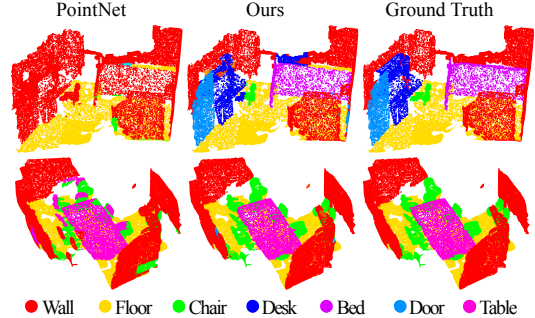 PointNet Ours Ground Truth
Wall Floor Chair Desk Bed Door Table